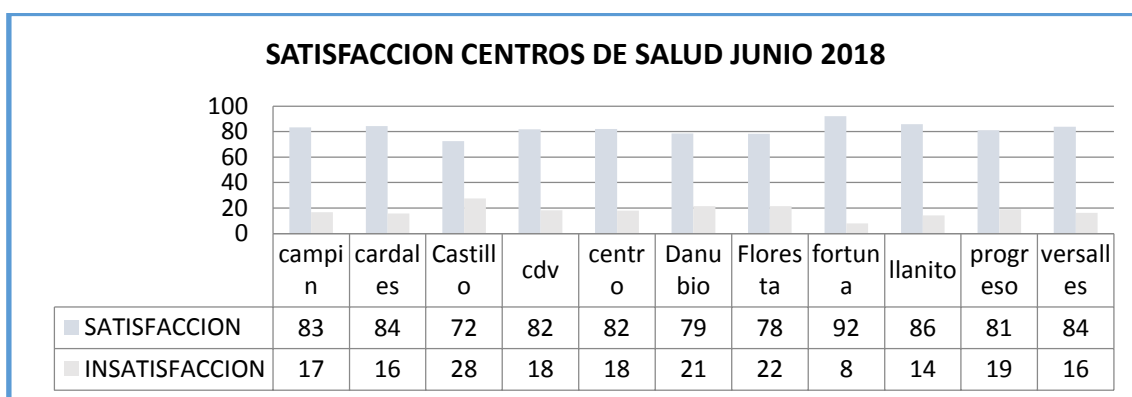 SATISFACCION CENTROS DE SALUD JUNIO 2018
100
80
60
40
20
0
campi cardal Castill cdv centr Danu Flores fortun llanito progr versall
n es o o bio ta a eso es
SATISFACCION 83 84 72 82 82 79 78 92 86 81 84
INSATISFACCION 17 16 28 18 18 21 22 8 14 19 16